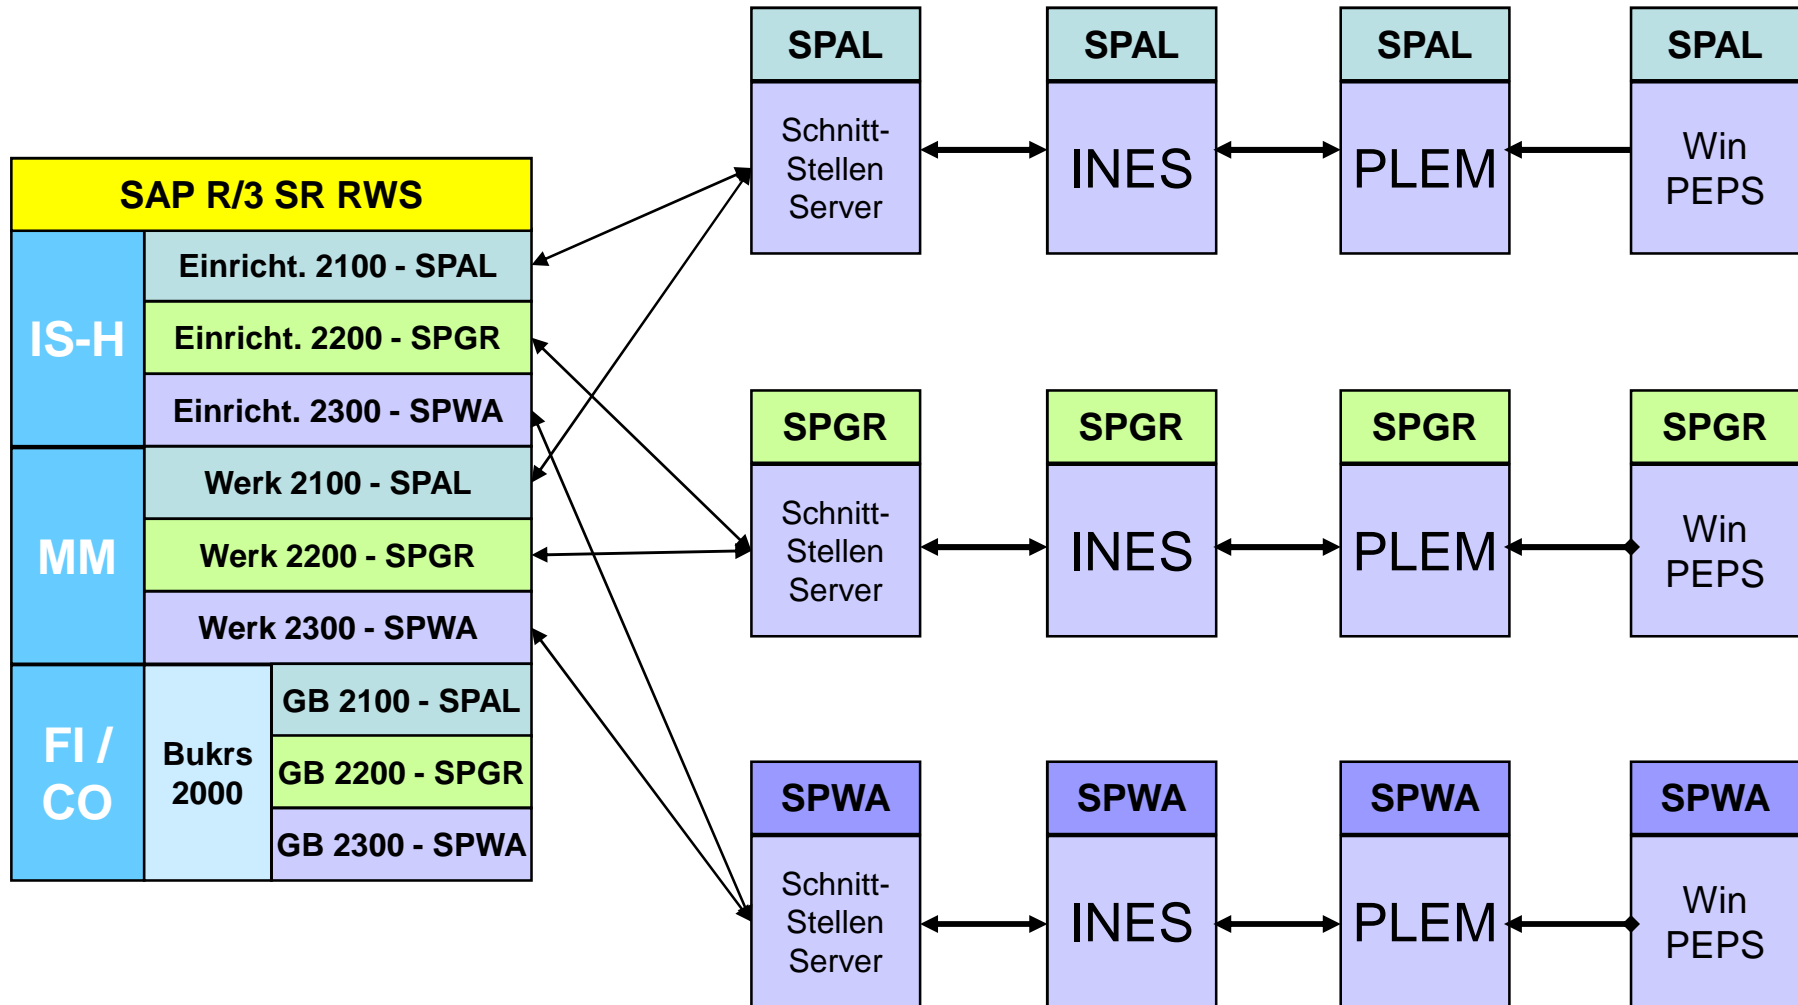 SAP R/3 SR RWS
IS-H
Einricht. 2100 - SPAL
Einricht. 2200 - SPGR
Einricht. 2300 - SPWA
MM
Werk 2100 - SPAL
Werk 2200 - SPGR
Werk 2300 - SPWA
FI /
CO
Bukrs
2000
GB 2100 - SPAL
GB 2200 - SPGR
GB 2300 - SPWA
SPAL
Schnitt-
Stellen
Server
SPAL
INES
SPAL
PLEM
SPAL
Win
PEPS
SPGR
Schnitt-
Stellen
Server
SPGR
INES
SPGR
PLEM
SPGR
Win
PEPS
SPWA
Schnitt-
Stellen
Server
SPWA
INES
SPWA
PLEM
SPWA
Win
PEPS